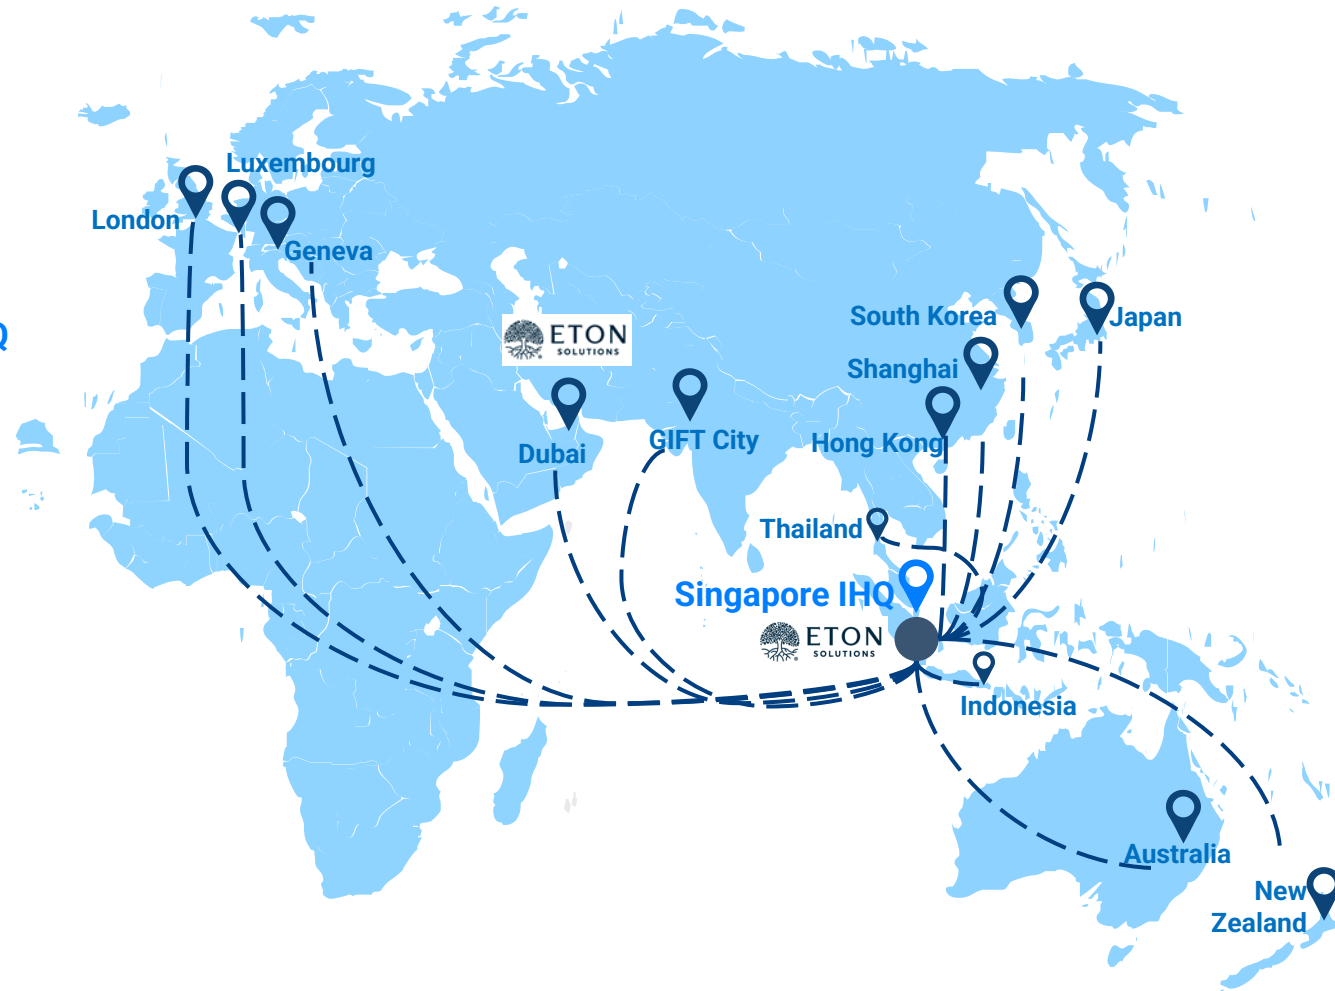 Luxembourg
London
Geneva
Q
South Korea
Japan
ETON
SOLUTIONS
Shanghai
GIFT City
Hong Kong
Dubai
Thailand
Singapore IHQ
ETON
SOLUTIONS
Indonesia
Australia
New
Zealand